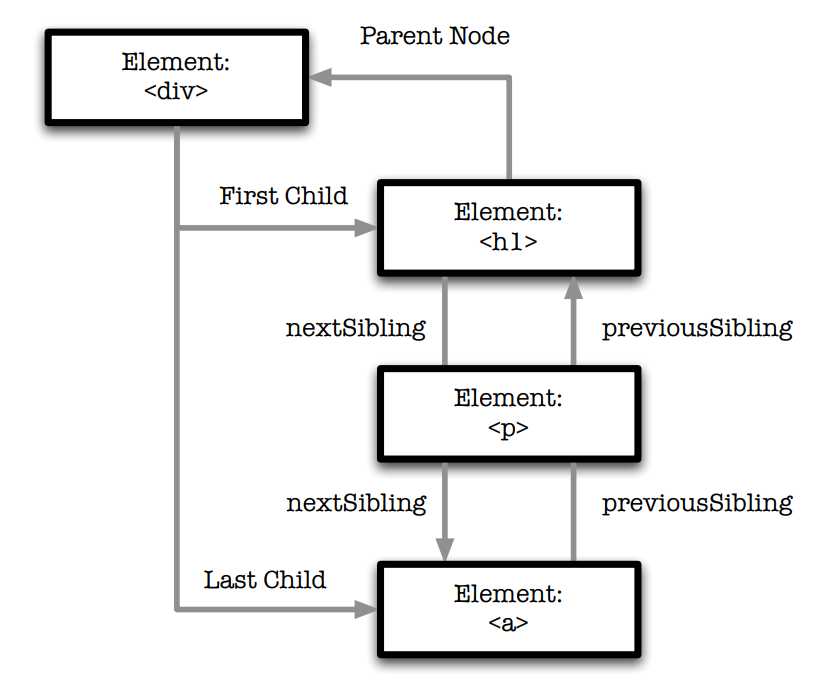 Parent Node
Element:
<div>
First Child
Element:
<h1>
nextSibling
previousSibling
Element:
<p>
nextSibling
previousSibling
Last Child
Element:
<a>